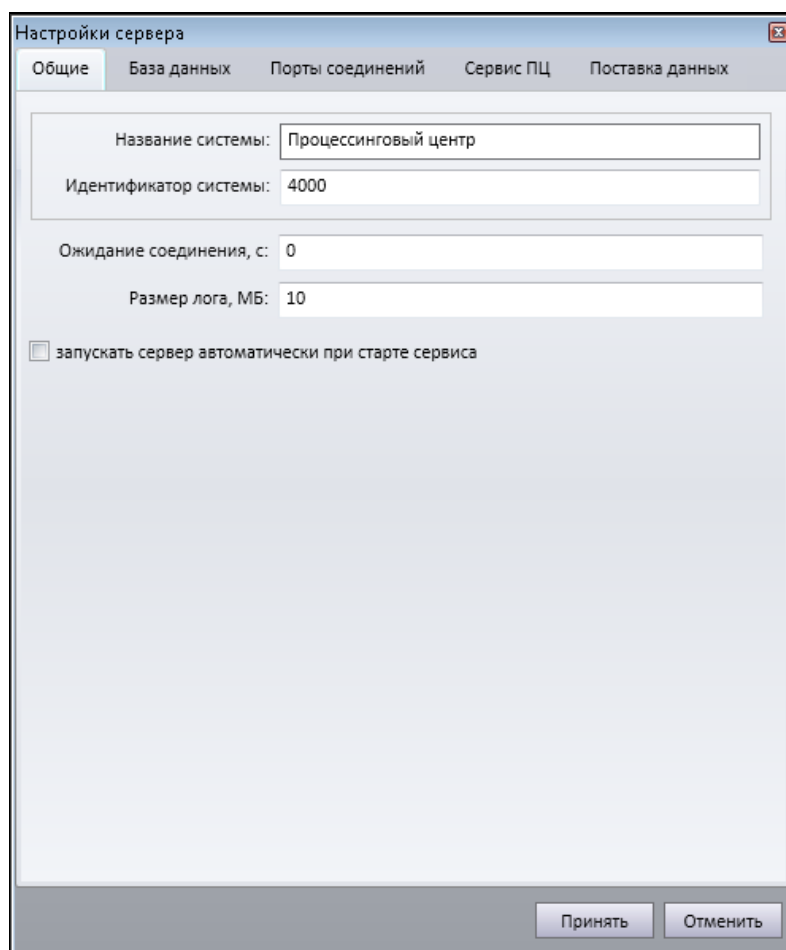 Настройки сервера
Общие База данных Порты соединений Сервис ПЦ Поставка данных
Название системы: Процессинговый центр
Идентификатор системы: 4000
Ожидание соединения, с: 0
Размер лога, МБ: 10
запускать сервер автоматически при старте сервиса
Принять Отменить